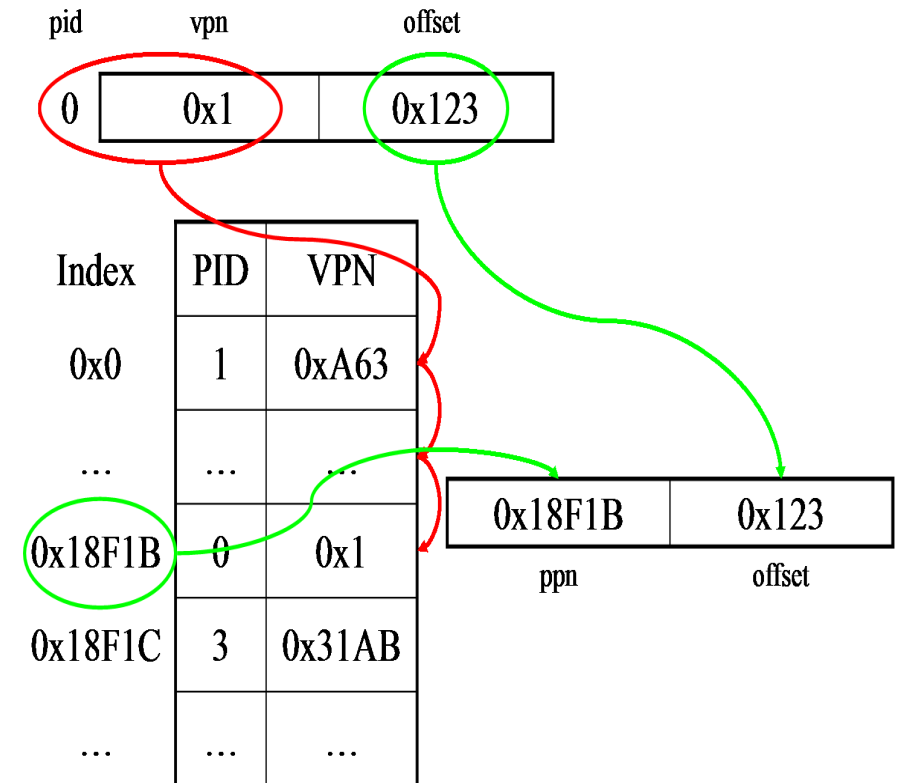 pid vpn offset
0 0x1 0x123
Index PID VPN
0x0 1 0xA63
... ... ...
0x18F1B 0x123
0x18F1B 0 0x1
ppn offset
0x18F1C 3 0x31AB
... ... ...